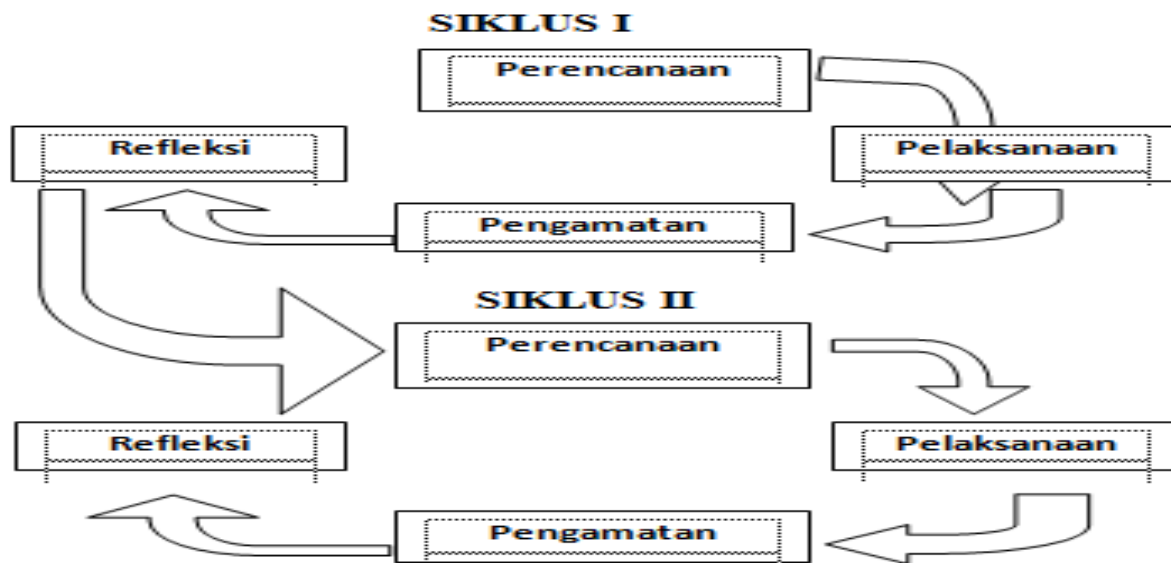 SIKLUS I
Perencanaan
Refleksi
Pelaksanaan
Pengamatan
SIKLUS II
Perencanaan
Refleksi
Pelaksanaan
Pengamatan